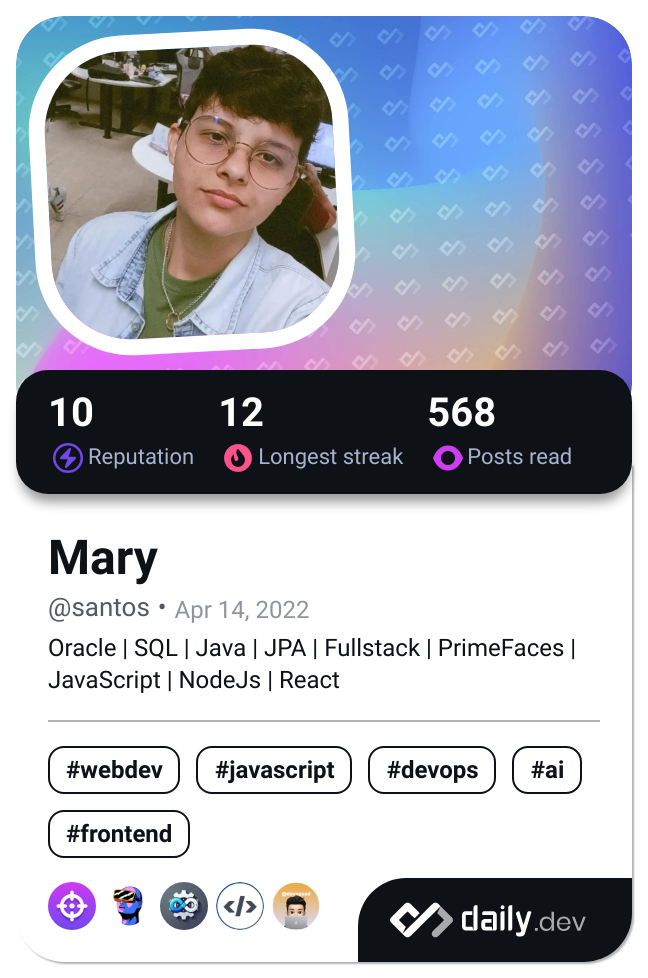 10 12 568
Reputation Longest streak Posts read
Mary
@santos • Apr 14, 2022
Oracle | SQL | Java | JPA | Fullstack | PrimeFaces |
JavaScript | NodeJs | React
#webdev #javascript #devops #ai
#frontend
</> 
daily.dev